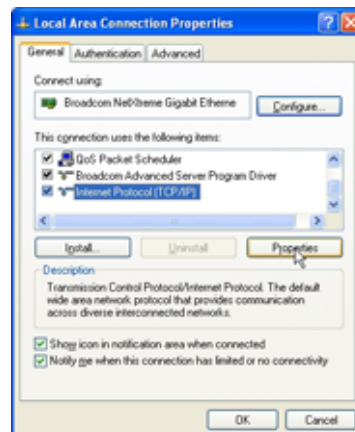 Local Area Connection Properties
General Authentication Advanced
Connect using:
Broadcom NetXtreme Gigabit Etherne Configure...
This connection uses the following items:
QoS Packet Scheduler
Broadcom Advanced Server Program Driver
Internet Protocol (TCP/IP)
Install... Uninstall Properties
Description
Transmission Control Protocol/Internet Protocol. The default
wide area network protocol that provides communication
across diverse interconnected networks.
Show icon in notification area when connected
Notify me when this connection has limited or no connectivity
OK Cancel